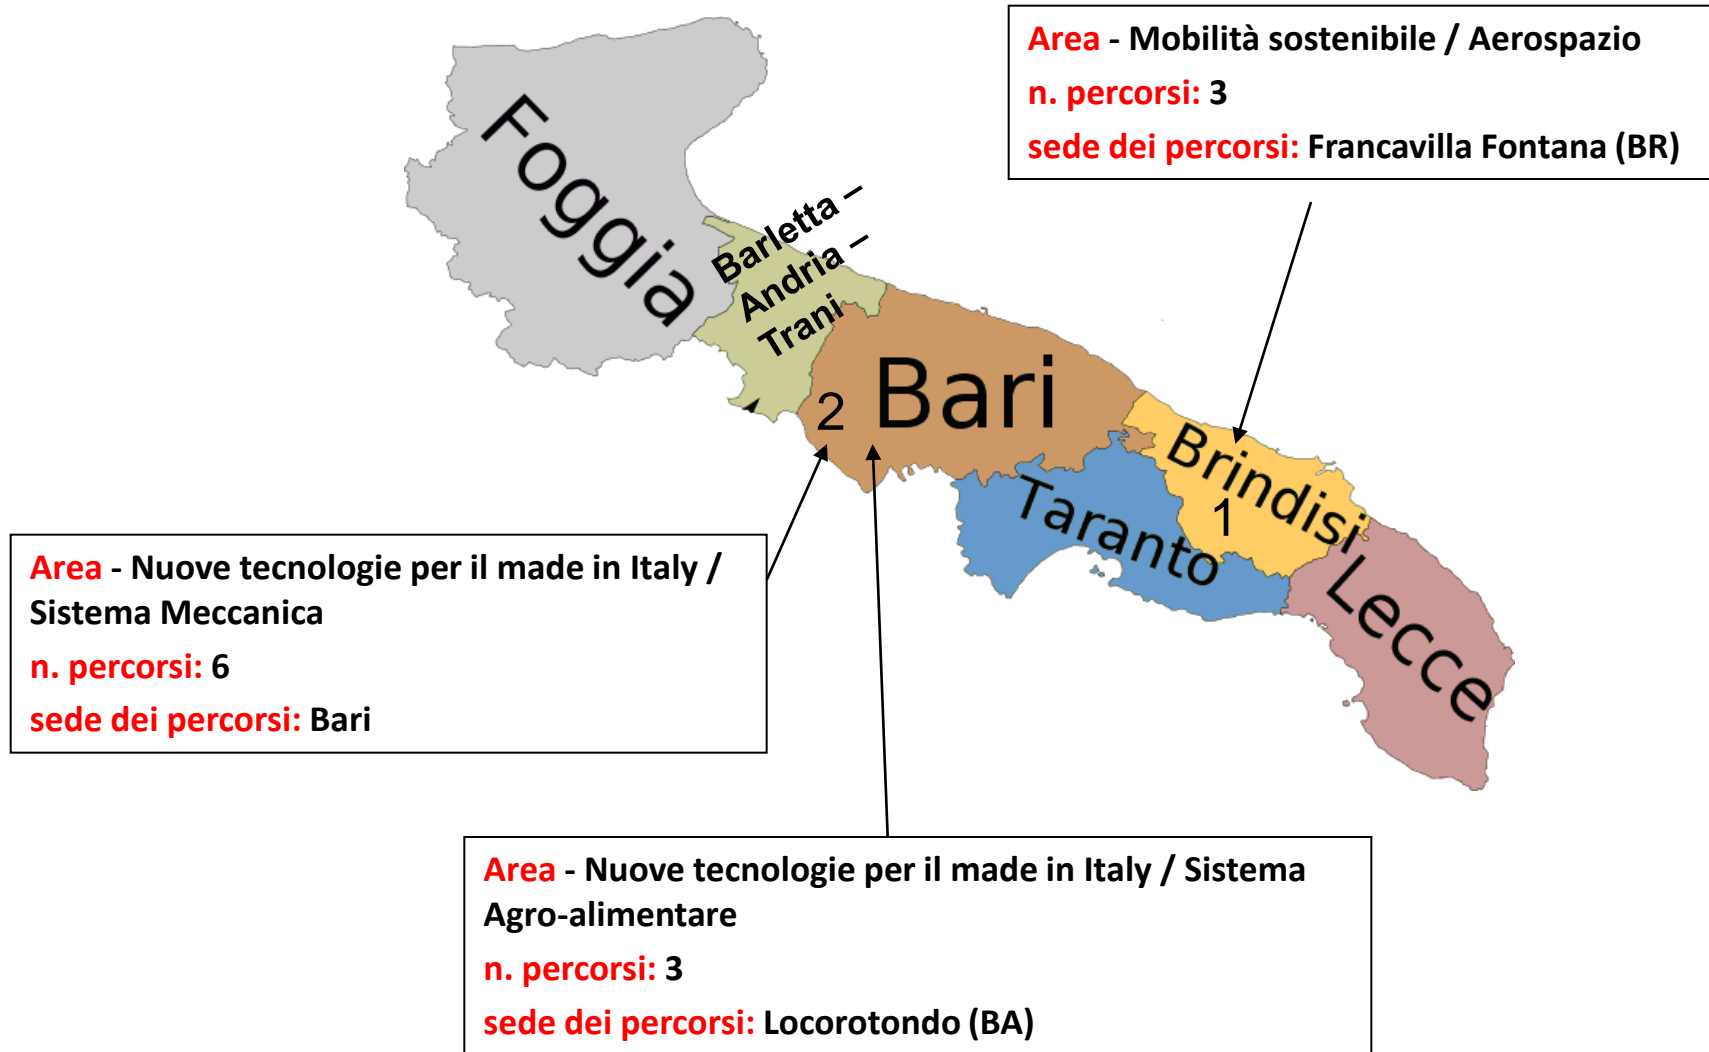 Area - Mobilità sostenibile / Aerospazio
n. percorsi: 3
sede dei percorsi: Francavilla Fontana (BR)
Foggia
Barletta –
Andria –
Trani
2
Bari
Brindisi
1
Taranto
Lecce
Area - Nuove tecnologie per il made in Italy /
Sistema Meccanica
n. percorsi: 6
sede dei percorsi: Bari
Area - Nuove tecnologie per il made in Italy / Sistema
Agro-alimentare
n. percorsi: 3
sede dei percorsi: Locorotondo (BA)